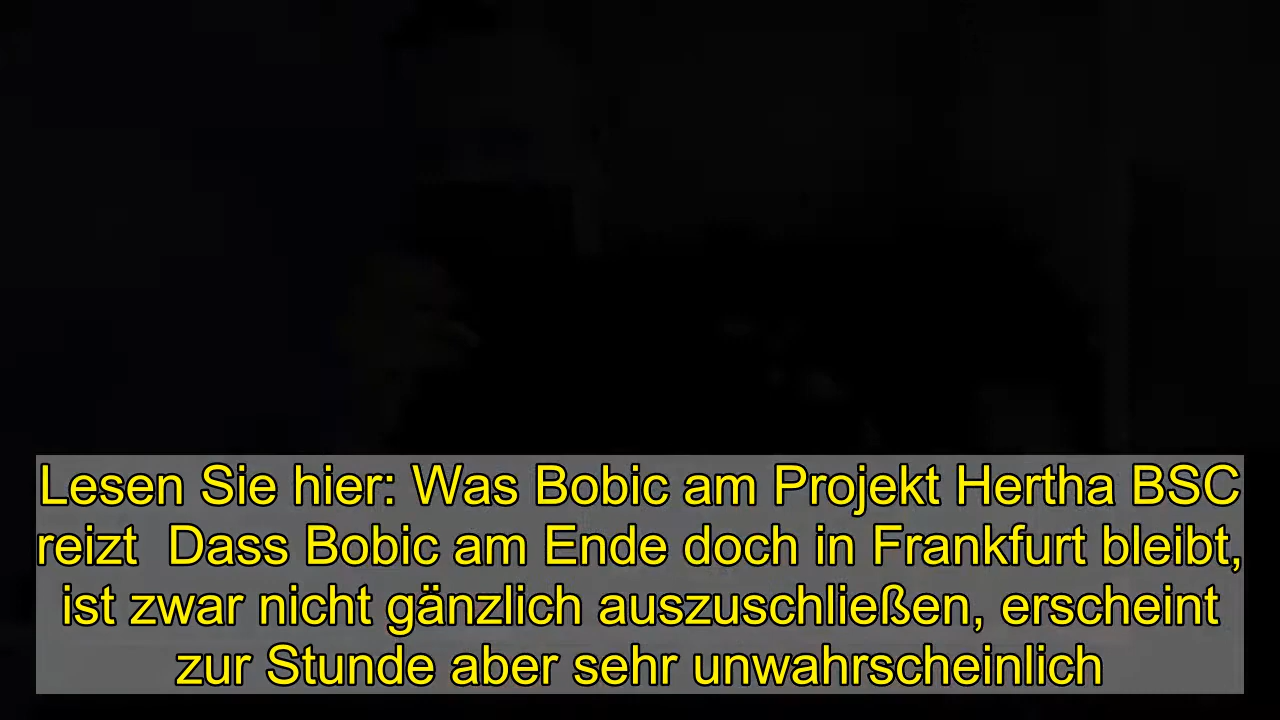 Lesen Sie hier: Was Bobic am Projekt Hertha BSC
reizt  Dass Bobic am Ende doch in Frankfurt bleibt,
ist zwar nicht gänzlich auszuschließen, erscheint
zur Stunde aber sehr unwahrscheinlich